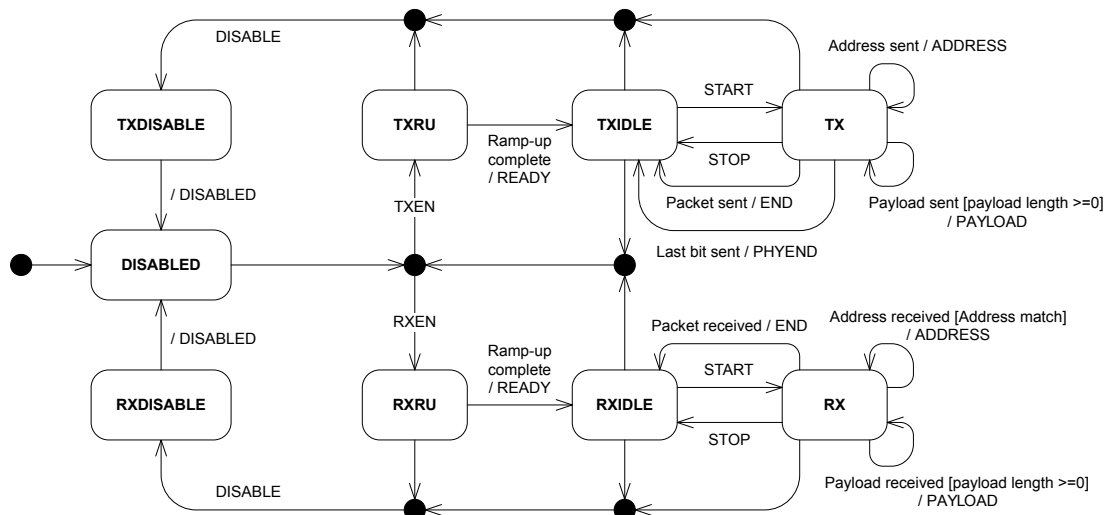 DISABLE
Address sent / ADDRESS
TXDISABLE
TXRU
TXIDLE
START
TX
Ramp-up
complete
/ READY
STOP
/ DISABLED
TXEN
Packet sent / END
Payload sent [payload length >=0]
/ PAYLOAD
Last bit sent / PHYEND
DISABLED
RXEN
Address received [Address match]
/ ADDRESS
Packet received / END
/ DISABLED
Ramp-up
complete
/ READY
START
RXDISABLE
RXRU
RXIDLE
RX
STOP
DISABLE
Payload received [payload length >=0]
/ PAYLOAD